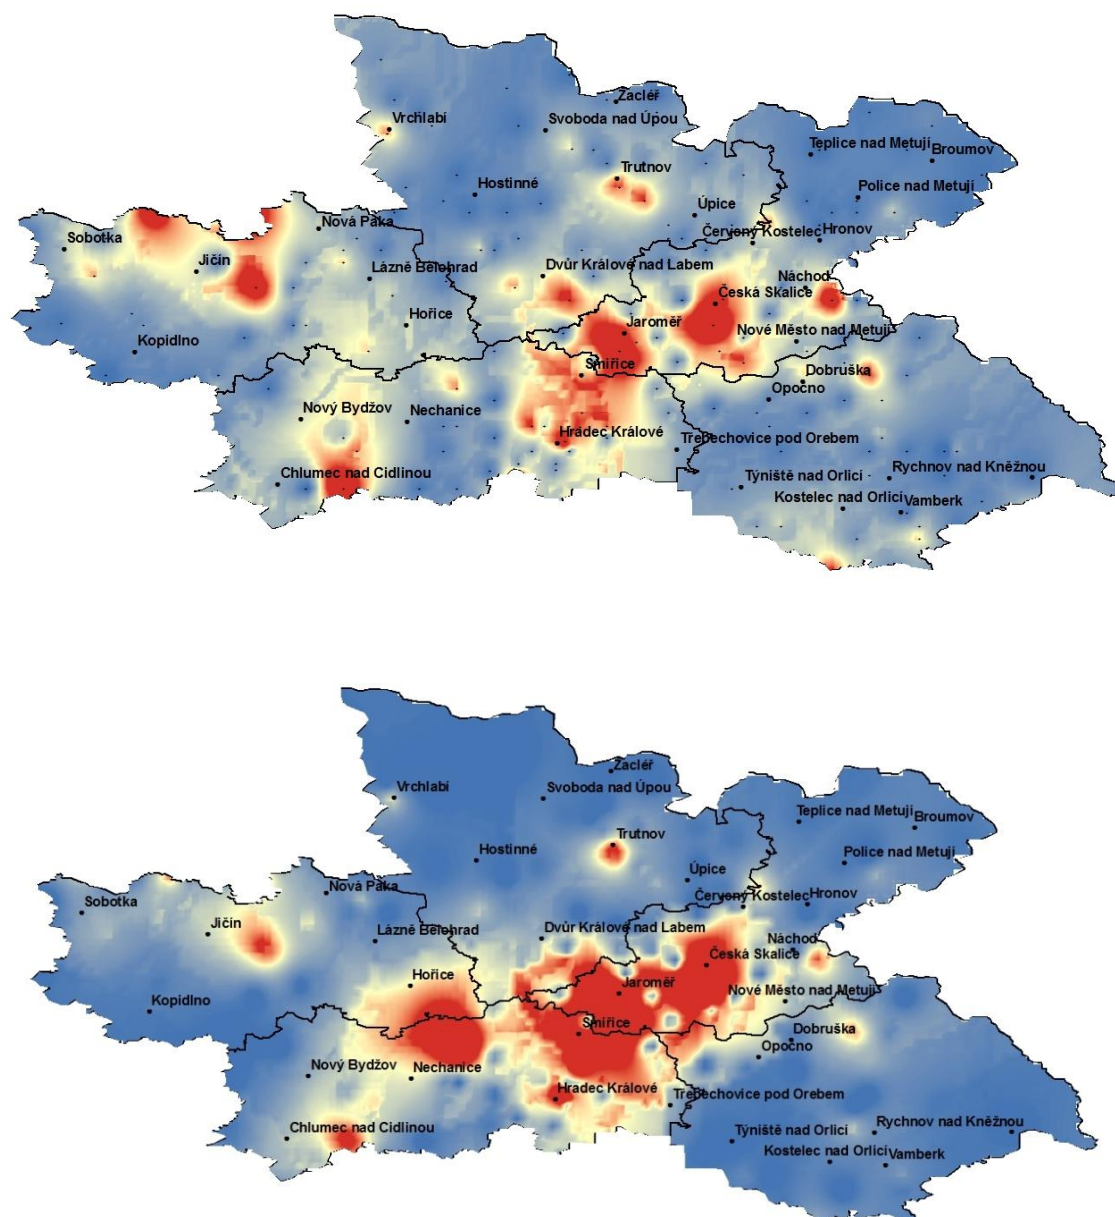 Žacléř
Vrchlabí
Svoboda nad Úpou
Teplice nad Metují
Broumov
Trutnov
Hostinné
Police nad Metují
Úpice
Nová Paka
Červený Kostelec
Hronov
Sobotka
Jičín
Lázně Bělohrad
Dvůr Králové nad Labem
Náchod
Česká Skalice
Hořice
Jaroměř
Nové Město nad Metují
Kopidlno
Smiřice
Dobruška
Opočno
Nový Bydžov
Nechanice
Hradec Králové
Třebechovice pod Orebem
Chlumec nad Cidlinou
Týniště nad Orlicí
Rychnov nad Kněžnou
Kostelec nad Orlicí
Vamberk
Žacléř
Vrchlabí
Svoboda nad Úpou
Teplice nad Metují
Broumov
Trutnov
Hostinné
Police nad Metují
Úpice
Nová Paka
Červený Kostelec
Hronov
Sobotka
Jičín
Lázně Bělohrad
Dvůr Králové nad Labem
Náchod
Česká Skalice
Hořice
Jaroměř
Nové Město nad Metují
Kopidlno
Smiřice
Dobruška
Opočno
Nový Bydžov
Nechanice
Hradec Králové
Třebechovice pod Orebem
Chlumec nad Cidlinou
Týniště nad Orlicí
Rychnov nad Kněžnou
Kostelec nad Orlicí
Vamberk